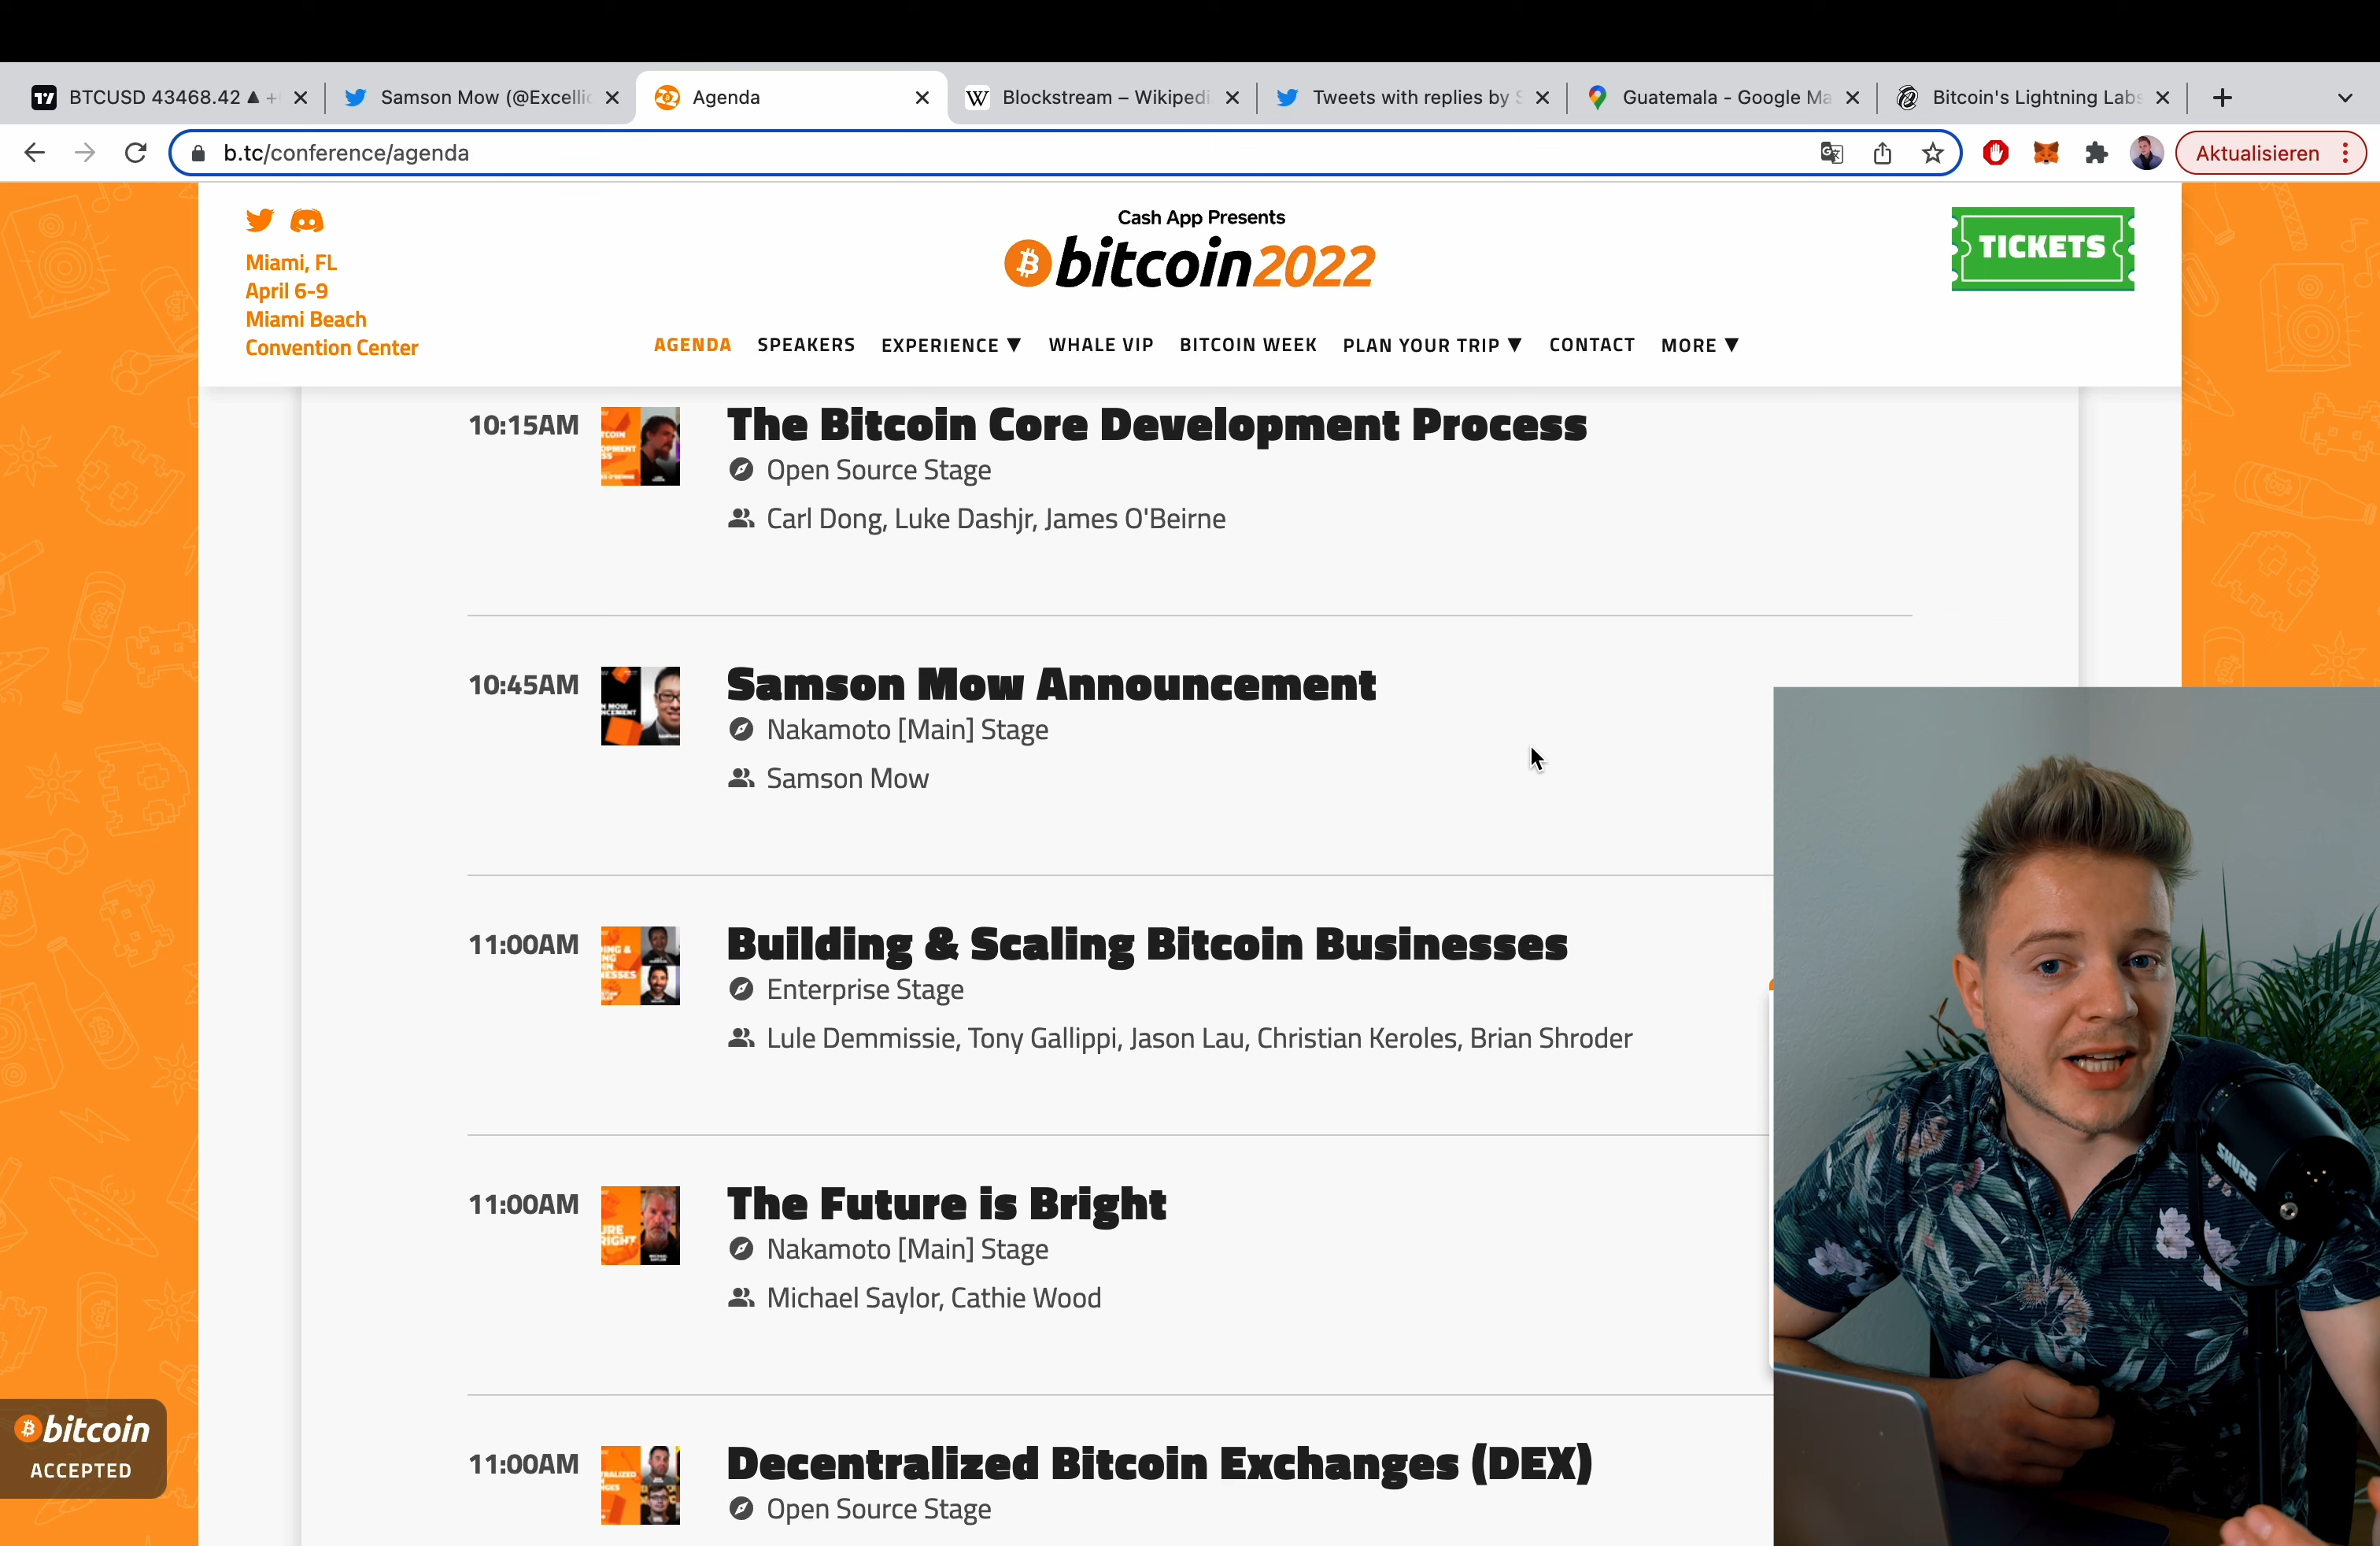 BTCUSD 43468.42
Samson Mow (@Excellic
Agenda
Blockstream – Wikipedi
Tweets with replies by S
Guatemala - Google Ma
Bitcoin's Lightning Labs
b.tc/conference/agenda
Aktualisieren
Miami, FL
April 6-9
Miami Beach
Convention Center
Cash App Presents
bitcoin2022
TICKETS
AGENDA SPEAKERS EXPERIENCE ▼ WHALE VIP BITCOIN WEEK PLAN YOUR TRIP ▼ CONTACT MORE ▼
10:15AM
The Bitcoin Core Development Process
Open Source Stage
Carl Dong, Luke Dashjr, James O'Beirne
10:45AM
Samson Mow Announcement
Nakamoto [Main] Stage
Samson Mow
11:00AM
Building & Scaling Bitcoin Businesses
Enterprise Stage
Lule Demmissie, Tony Gallippi, Jason Lau, Christian Keroles, Brian Shroder
11:00AM
The Future is Bright
Nakamoto [Main] Stage
Michael Saylor, Cathie Wood
11:00AM
Decentralized Bitcoin Exchanges (DEX)
Open Source Stage
bitcoin
ACCEPTED
SHURE